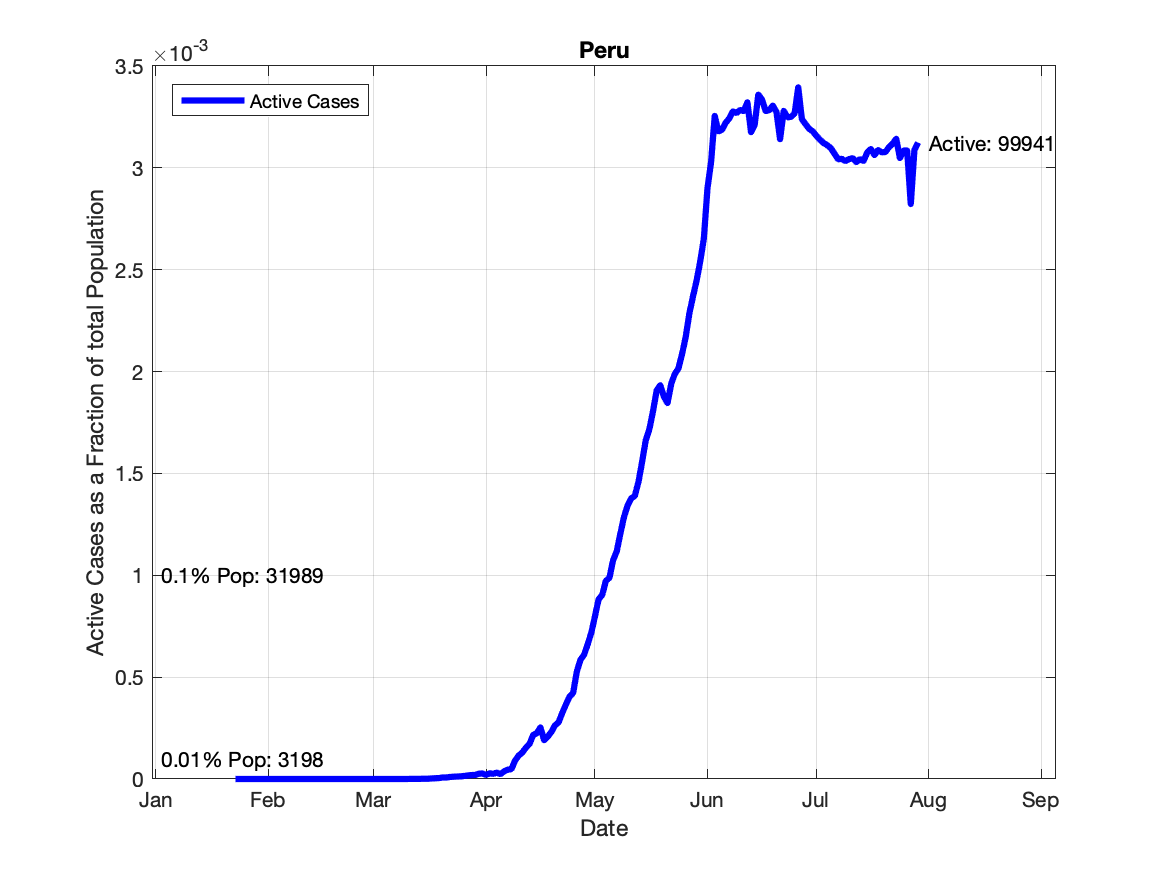 Peru
×10-3
3.5
3
2.5
2
1.5
1
0.5
0
Active Cases as a Fraction of total Population
Active Cases
Active: 99941
0.1% Pop: 31989
0.01% Pop: 3198
Jan Feb Mar Apr May Jun Jul Aug Sep
Date